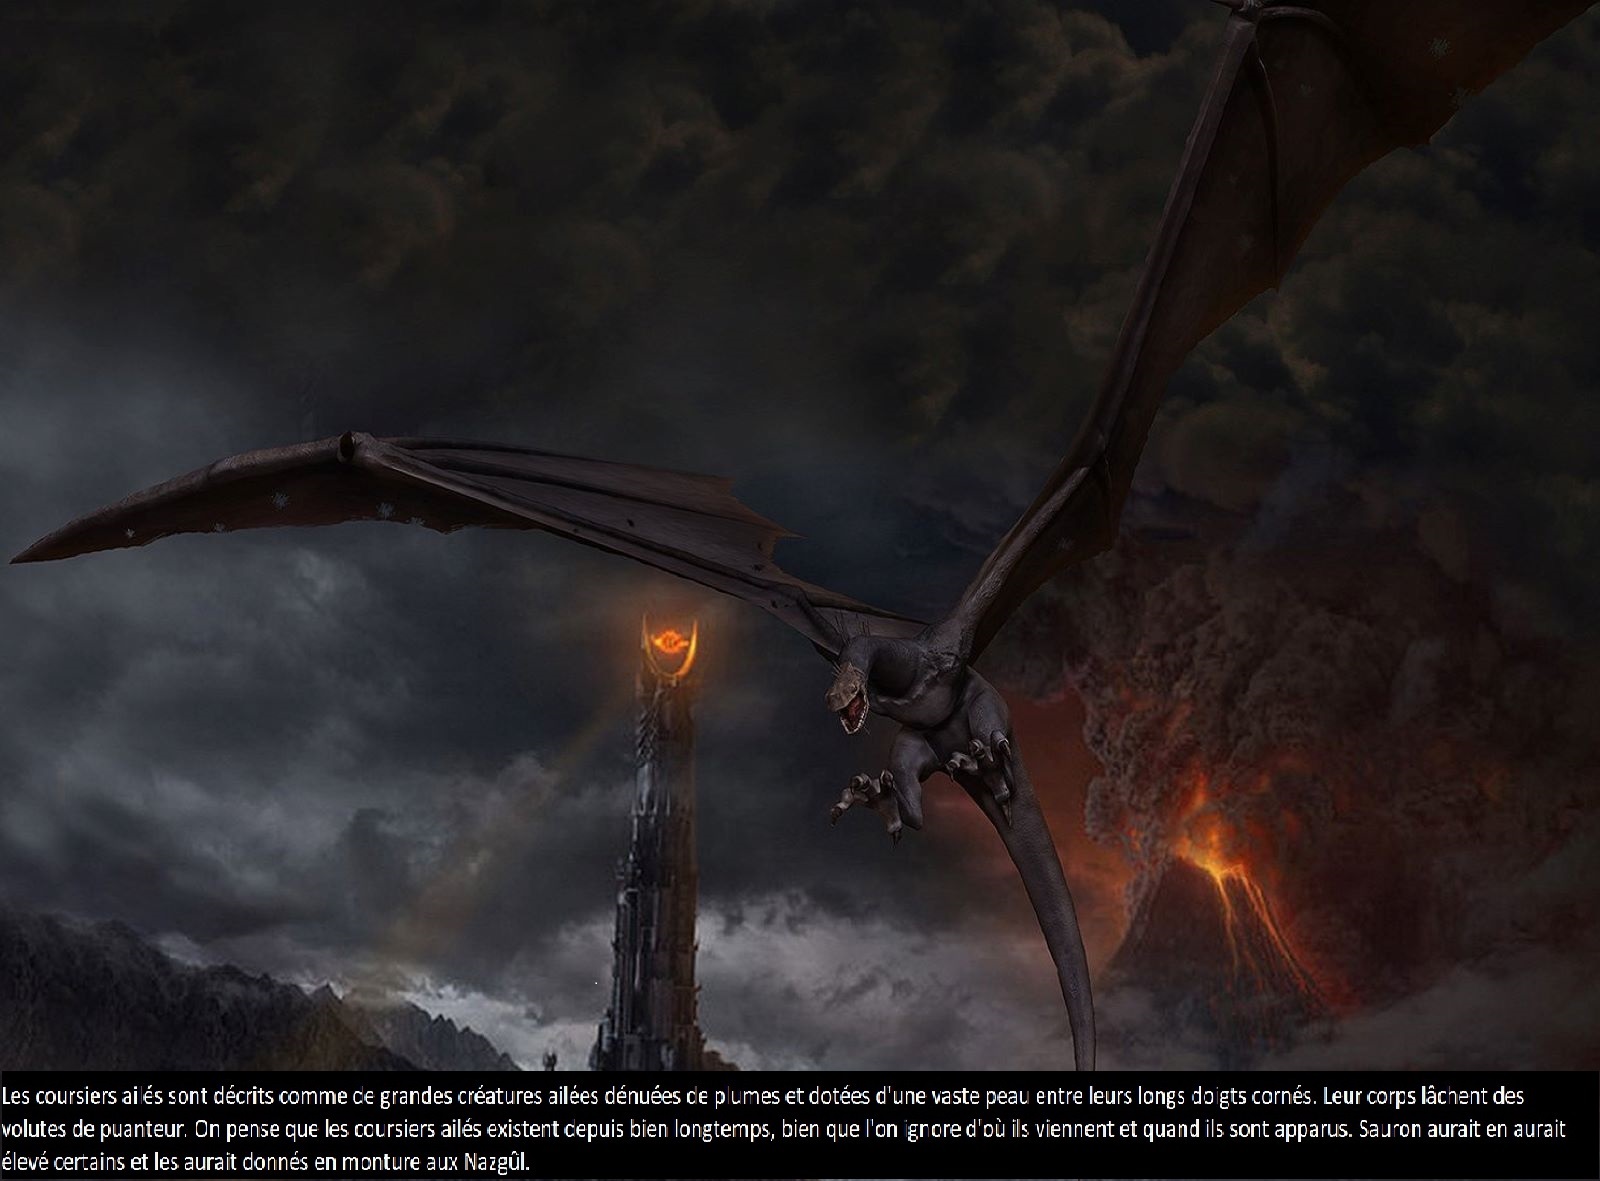 Les coursiers ailés sont décrits comme de grandes créatures ailées dénuées de plumes et dotées d'une vaste peau entre leurs longs doigts cornés. Leur corps lâchent des
volutes de puanteur. On pense que les coursiers ailés existent depuis bien longtemps, bien que l'on ignore d'où ils viennent et quand ils sont apparus. Sauron aurait en aurait
élevé certains et les aurait donnés en monture aux Nazgûl.